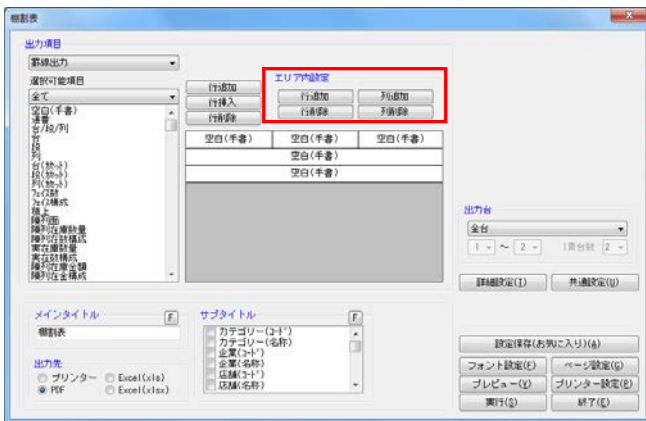 棚割表
出力項目
罫線出力
選択可能項目
全て
空白(手書)
連番
台/段/列
台
段
列
台(カット)
段(カット)
列(カット)
フェイス数
フェイス構成
積上
陳列面
陳列在庫数量
陳列在数構成
実在庫数量
実在数構成
陳列在庫金額
陳列在金構成
行追加
行挿入
行削除
エリア内設定
行追加
列追加
行削除
列削除
空白(手書) 空白(手書) 空白(手書)
空白(手書)
空白(手書)
出力台
全台
1 ~ 2 1頁台数 2
詳細設定(I) 共通設定(U)
メインタイトル F
棚割表
出力先
プリンター Excel(xls)
PDF Excel(xlsx)
サブタイトル F
カテゴリー(コード)
カテゴリー(名称)
企業(コード)
企業(名称)
店舗(コード)
店舗(名称)
設定保存(お気に入り)(A)
フォント設定(F) ページ設定(G)
プレビュー(V) プリンター設定(P)
実行(S) 終了(E)